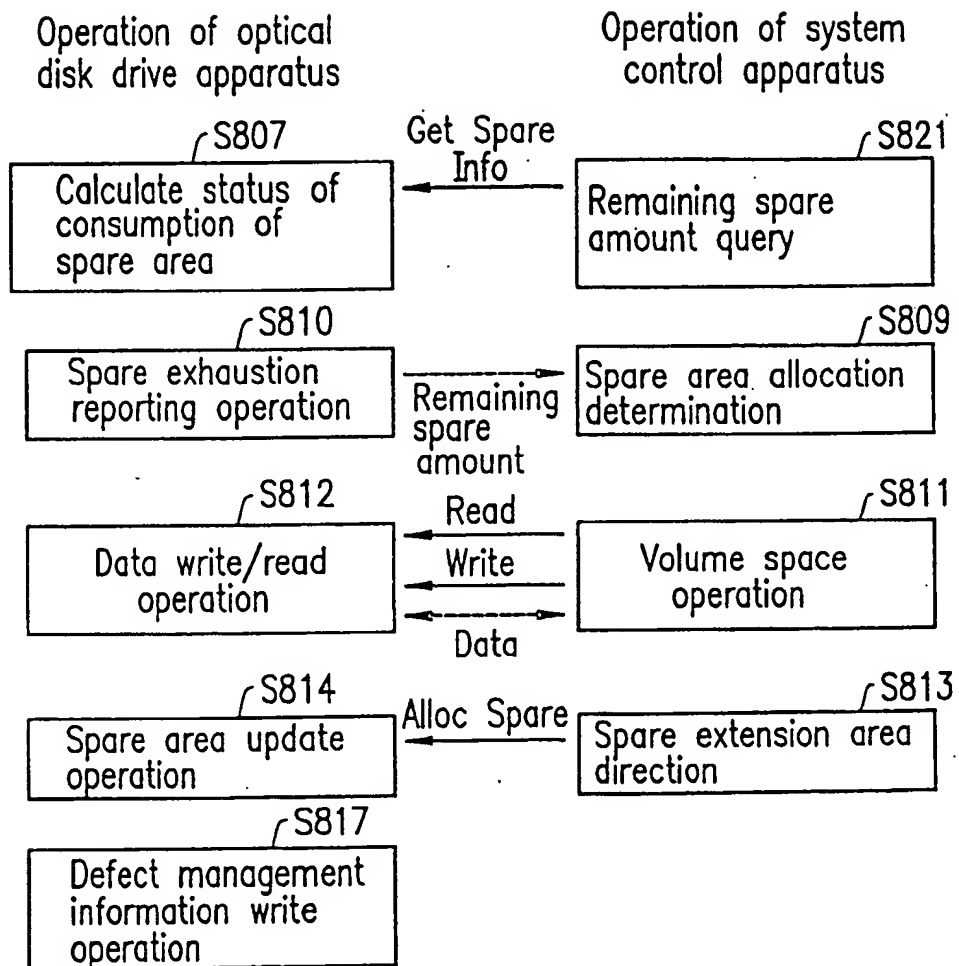 Operation of optical
disk drive apparatus
Operation of system
control apparatus
S807
Calculate status of
consumption of
spare area
Get Spare
Info
S821
Remaining spare
amount query
S810
Spare exhaustion
reporting operation
Remaining
spare
amount
S809
Spare area allocation
determination
S812
Data write/read
operation
Read
Write
Data
S811
Volume space
operation
S814
Spare area update
operation
Alloc Spare
S813
Spare extension area
direction
S817
Defect management
information write
operation